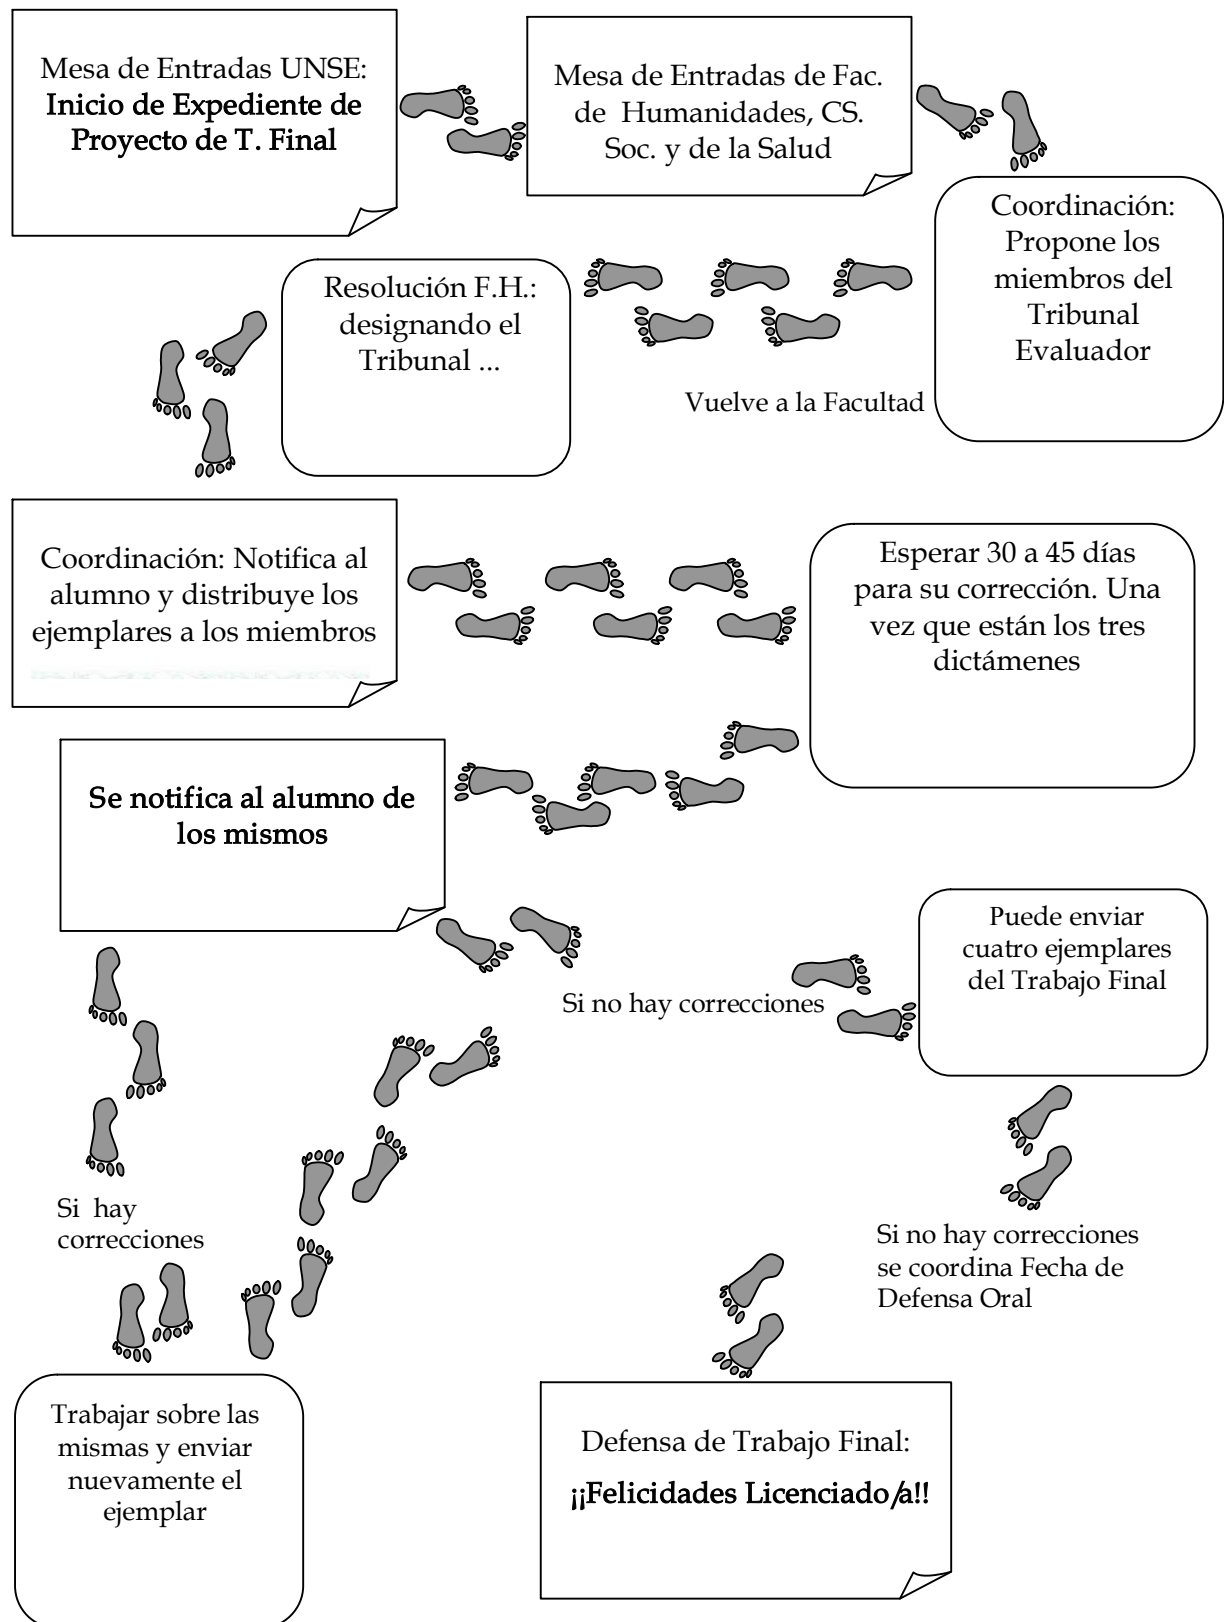 Mesa de Entradas UNSE:
Inicio de Expediente de
Proyecto de T. Final
Mesa de Entradas de Fac.
de Humanidades, CS.
Soc. y de la Salud
Coordinación:
Propone los
miembros del
Tribunal
Evaluador
Vuelve a la Facultad
Resolución F.H.:
designando el
Tribunal ...
Coordinación: Notifica al
alumno y distribuye los
ejemplares a los miembros
Esperar 30 a 45 días
para su corrección. Una
vez que están los tres
dictámenes
Se notifica al alumno de
los mismos
Si hay
correcciones
Trabajar sobre las
mismas y enviar
nuevamente el
ejemplar
Si no hay correcciones
Puede enviar
cuatro ejemplares
del Trabajo Final
Si no hay correcciones
se coordina Fecha de
Defensa Oral
Defensa de Trabajo Final:
¡¡Felicidades Licenciado/a!!